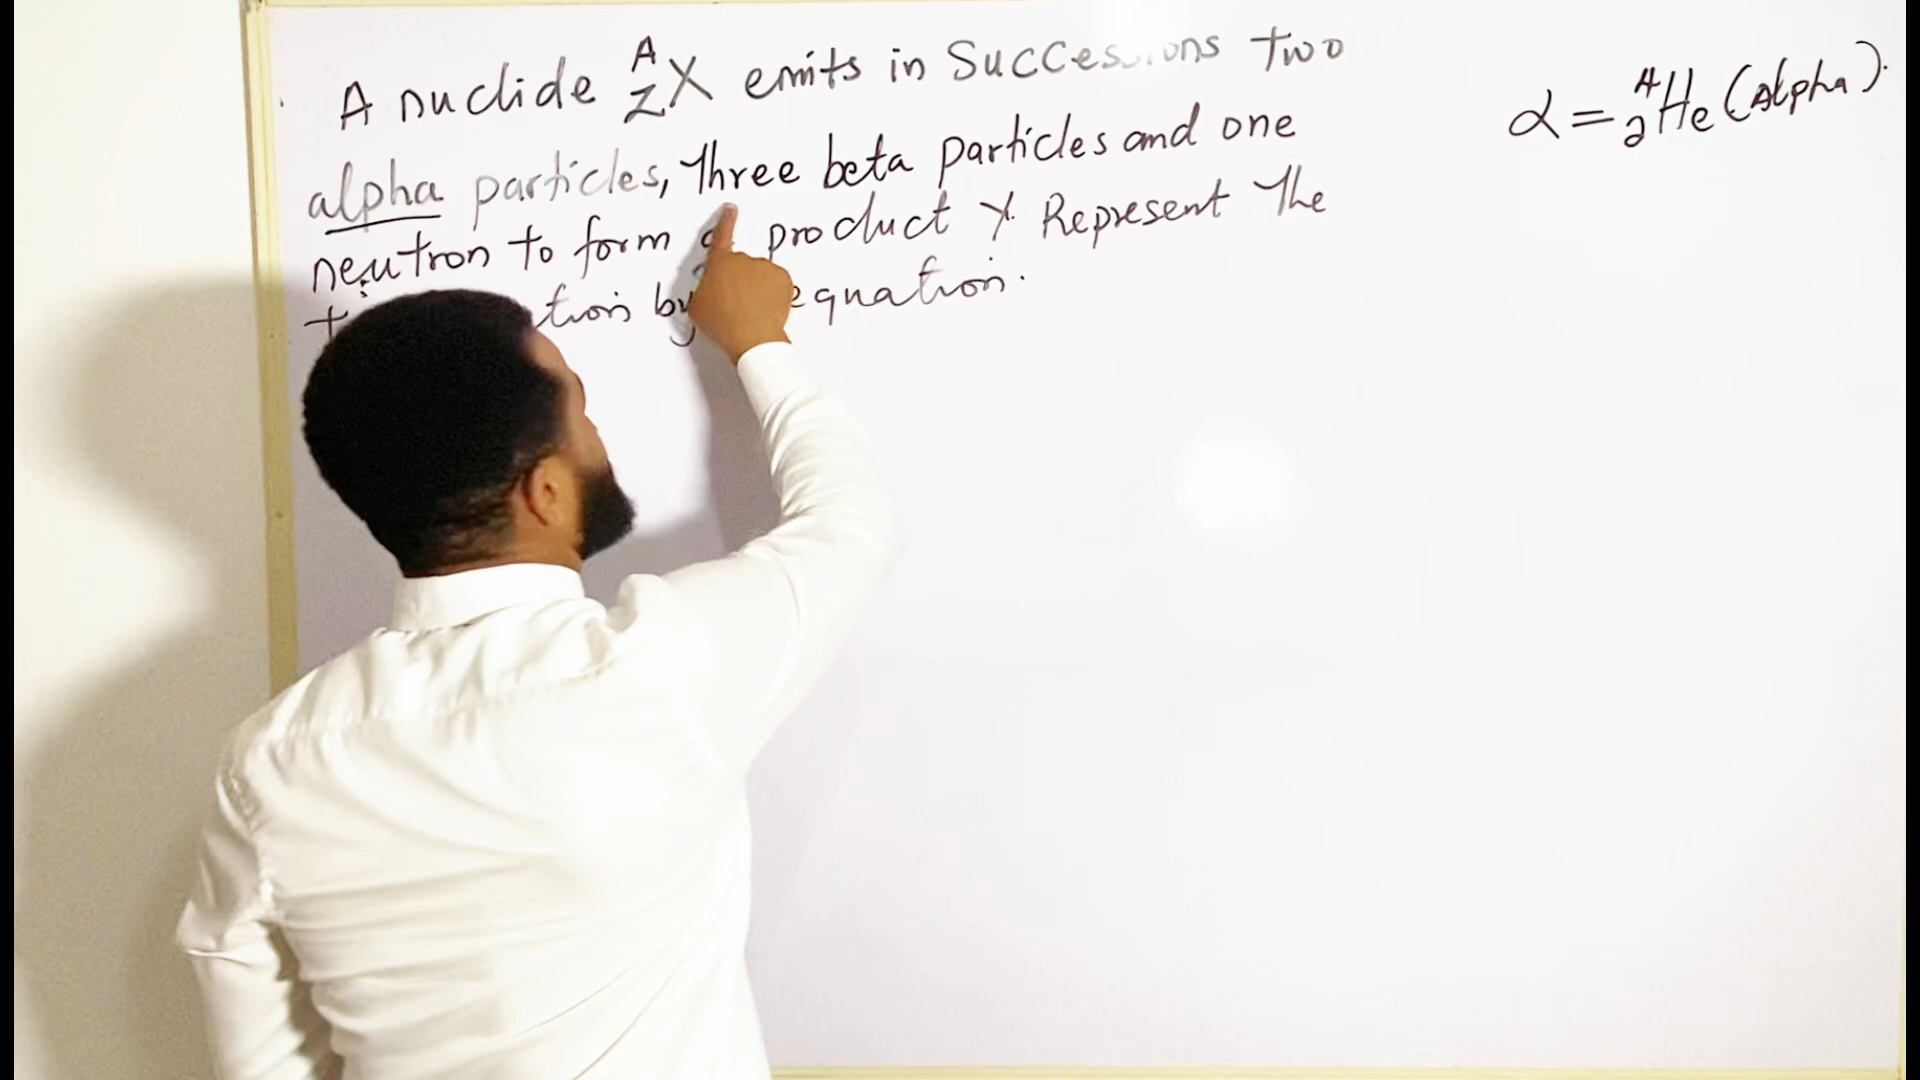 A nuclide ᴬ_ZX emits in Successions Two
alpha particles, Three beta particles and one
neutron to form a product Y. Represent The
by equation.
α = ⁴₂He (Alpha).